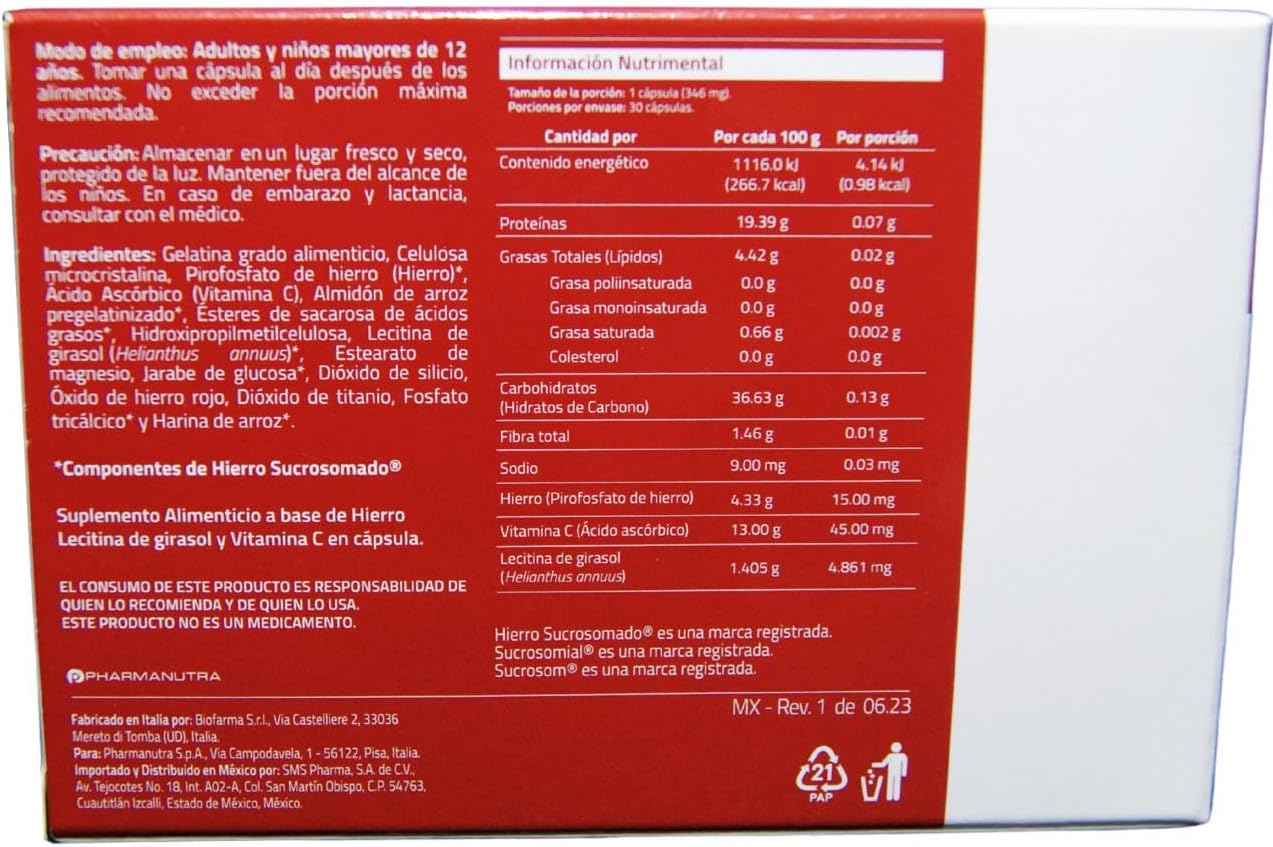 Modo de empleo: Adultos y niños mayores de 12
años. Tomar una cápsula al día después de los
alimentos. No exceder la porción máxima
recomendada.
Precaución: Almacenar en un lugar fresco y seco,
protegido de la luz. Mantener fuera del alcance de
los niños. En caso de embarazo y lactancia,
consultar con el médico.
Ingredientes: Gelatina grado alimenticio, Celulosa
microcristalina, Pirofosfato de hierro (Hierro)*,
Ácido Ascórbico (Vitamina C), Almidón de arroz
pregelatinizado*, Ésteres de sacarosa de ácidos
grasos*, Hidroxipropilmetilcelulosa, Lecitina de
girasol (Helianthus annuus)*, Estearato de
magnesio, Jarabe de glucosa*, Dióxido de silicio,
Óxido de hierro rojo, Dióxido de titanio, Fosfato
tricálcico* y Harina de arroz*.
*Componentes de Hierro Sucrosomado®
Suplemento Alimenticio a base de Hierro
Lecitina de girasol y Vitamina C en cápsula.
EL CONSUMO DE ESTE PRODUCTO ES RESPONSABILIDAD DE
QUIEN LO RECOMIENDA Y DE QUIEN LO USA.
ESTE PRODUCTO NO ES UN MEDICAMENTO.
PHARMANUTRA
Información Nutrimental
Tamaño de la porción: 1 cápsula (346 mg).
Porciones por envase: 30 cápsulas.
Cantidad por Por cada 100 g Por porción
Contenido energético 1116.0 kJ 4.14 kJ
(266.7 kcal) (0.98 kcal)
Proteínas 19.39 g 0.07 g
Grasas Totales (Lípidos) 4.42 g 0.02 g
Grasa poliinsaturada 0.0 g 0.0 g
Grasa monoinsaturada 0.0 g 0.0 g
Grasa saturada 0.66 g 0.002 g
Colesterol 0.0 g 0.0 g
Carbohidratos
(Hidratos de Carbono) 36.63 g 0.13 g
Fibra total 1.46 g 0.01 g
Sodio 9.00 mg 0.03 mg
Hierro (Pirofosfato de hierro) 4.33 g 15.00 mg
Vitamina C (Ácido ascórbico) 13.00 g 45.00 mg
Lecitina de girasol
(Helianthus annuus) 1.405 g 4.861 mg
Hierro Sucrosomado® es una marca registrada.
Sucrosomial® es una marca registrada.
Sucrosom® es una marca registrada.
MX - Rev. 1 de 06.23
Fabricado en Italia por: Biofarma S.r.l., Via Castelliere 2, 33036
Mereto di Tomba (UD), Italia.
Para: Pharmanutra S.p.A., Via Campodavela, 1 - 56122, Pisa, Italia.
Importado y Distribuido en México por: SMS Pharma, S.A. de C.V.,
Av. Tejocotes No. 18, Int. A02-A, Col. San Martín Obispo, C.P. 54763,
Cuautitlán Izcalli, Estado de México, México.
21
PAP